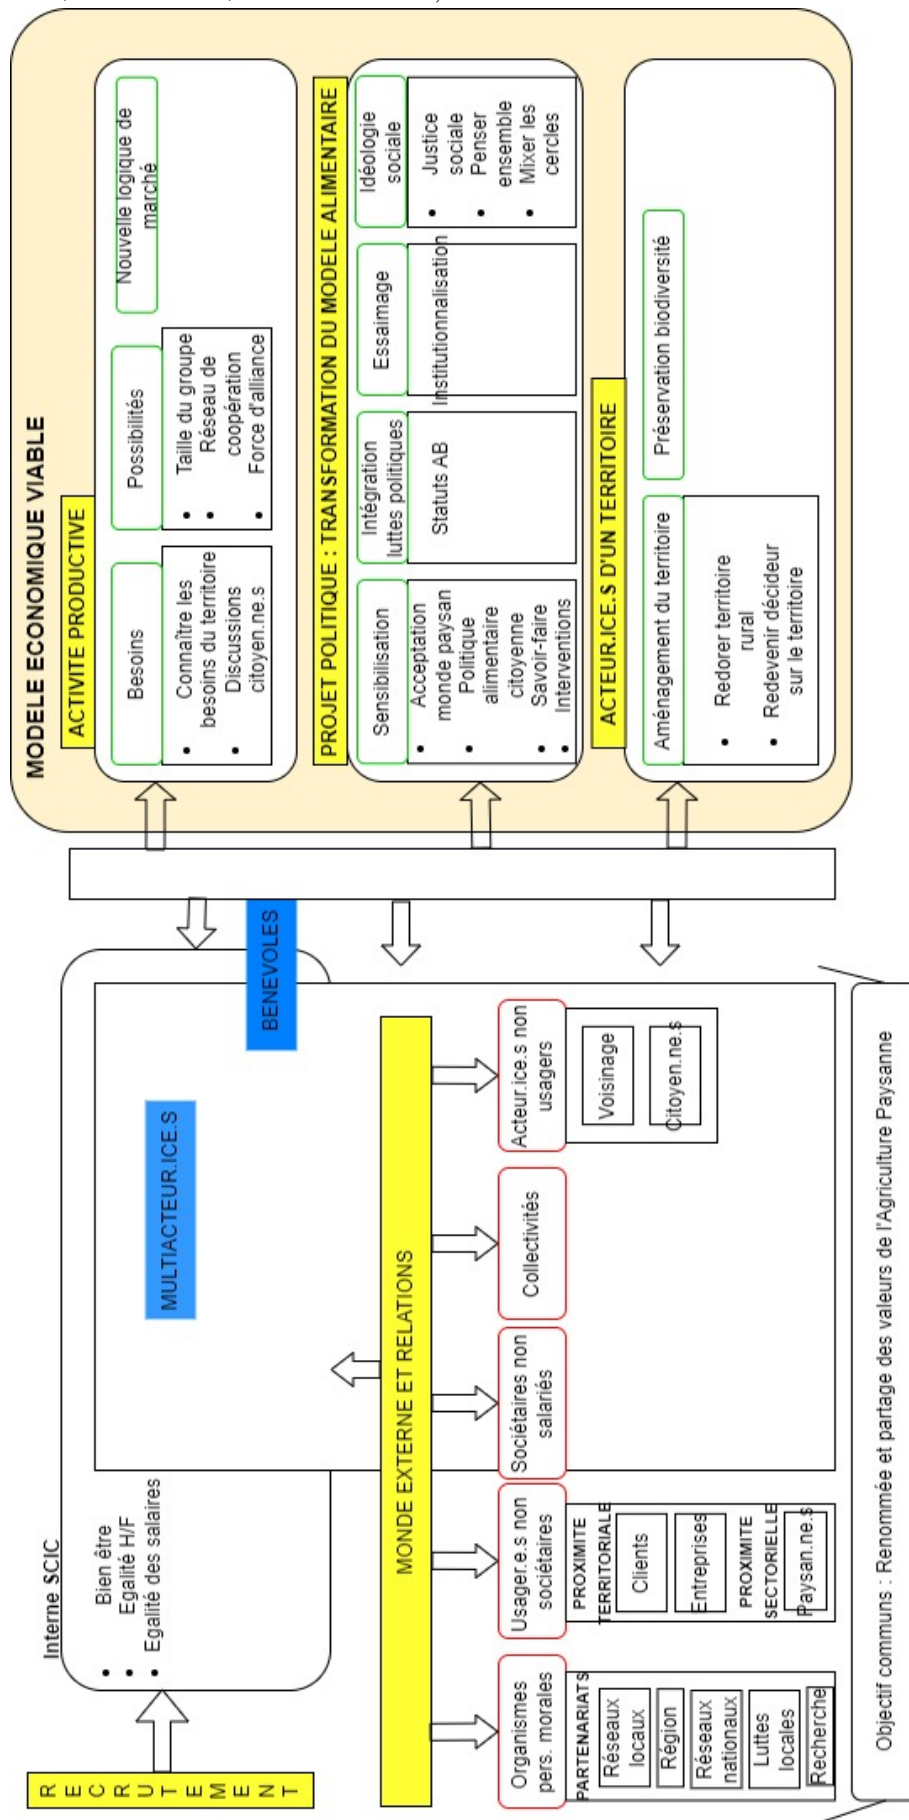 R
E
C
R
U
T
E
M
E
N
T
Interne SCIC
• Bien être
• Egalité H/F
• Egalité des salaires
MULTIACTEUR.ICE.S
BENEVOLES
MONDE EXTERNE ET RELATIONS
Organismes
pers. morales
PARTENARIATS
Réseaux
locaux
Région
Réseaux
nationaux
Luttes
locales
Recherche
Usager.e.s non
sociétaires
PROXIMITE
TERRITORIALE
Clients
Entreprises
PROXIMITE
SECTORIELLE
Paysan.ne.s
Sociétaires non
salariés
Collectivités
Acteur.ice.s non
usagers
Voisinage
Citoyen.ne.s
Objectif communs : Renommée et partage des valeurs de l'Agriculture Paysanne
MODELE ECONOMIQUE VIABLE
ACTIVITE PRODUCTIVE
Besoins
• Connaître les
besoins du territoire
• Discussions
citoyen.ne.s
Possibilités
• Taille du groupe
• Réseau de
coopération
• Force d'alliance
Nouvelle logique de
marché
PROJET POLITIQUE : TRANSFORMATION DU MODELE ALIMENTAIRE
Sensibilisation
• Acceptation
monde paysan
• Politique
alimentaire
citoyenne
• Savoir-faire
• Interventions
Intégration
luttes politiques
Statuts AB
Essaimage
Institutionnalisation
Idéologie
sociale
• Justice
sociale
• Penser
ensemble
• Mixer les
cercles
ACTEUR.ICE.S D'UN TERRITOIRE
Aménagement du territoire
• Redorer territoire
rural
• Redevenir décideur
sur le territoire
Préservation biodiversité